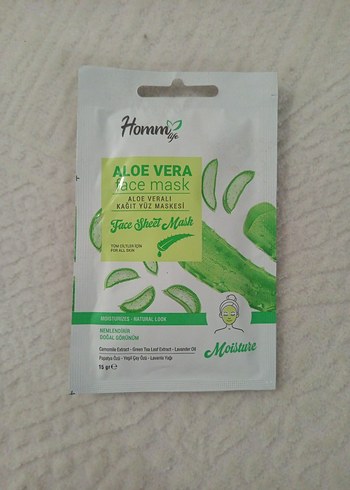 Homm
life
ALOE VERA
face mask
ALOE VERALI
KAĞIT YÜZ MASKESİ
Face Sheet Mask
TÜM CİLTLER İÇİN
FOR ALL SKIN
MOISTURIZES - NATURAL LOOK
NEMLENDİRİR
DOĞAL GÖRÜNÜM
Moisture
Camomile Extract - Green Tea Leaf Extract - Lavander Oil
Papatya Özü - Yeşil Çay Özü - Lavanta Yağı
15 gr ℮